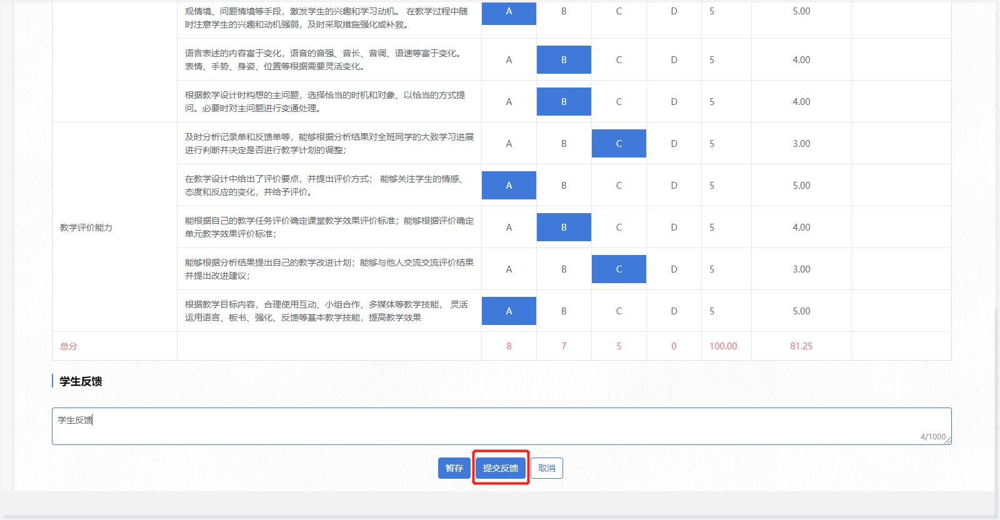 观情境、问题情境等手段，激发学生的兴趣和学习动机。 在教学过程中随
时注意学生的兴趣和动机强弱，及时采取措施强化或补救。
A B C D 5 5.00
语言表述的内容富于变化，语音的音强、音长、音调、语速等富于变化。
表情、手势、身姿、位置等根据需要灵活变化。
A B C D 5 4.00
根据教学设计时构想的主问题，选择恰当的时机和对象、以恰当的方式提
问。必要时对主问题进行变通处理。
A B C D 5 4.00
教学评价能力
及时分析记录单和反馈单等，能够根据分析结果对全班同学的大致学习进展
进行判断并决定是否进行教学计划的调整；
A B C D 5 3.00
在教学设计中给出了评价要点，并提出评价方式； 能够关注学生的情感、
态度和反应的变化，并给予评价。
A B C D 5 5.00
能根据自己的教学任务评价确定课堂教学效果评价标准；能够根据评价确定
单元教学效果评价标准；
A B C D 5 4.00
能够根据分析结果提出自己的教学改进计划；能够与他人交流交流评价结果
并提出改进建议；
A B C D 5 3.00
根据教学目标内容，合理使用互动、小组合作、多媒体等教学技能， 灵活
运用语言、板书、强化、反馈等基本教学技能，提高教学效果
A B C D 5 5.00
总分 8 7 5 0 100.00 81.25
学生反馈
学生反馈
4/1000
暂存 提交反馈 取消